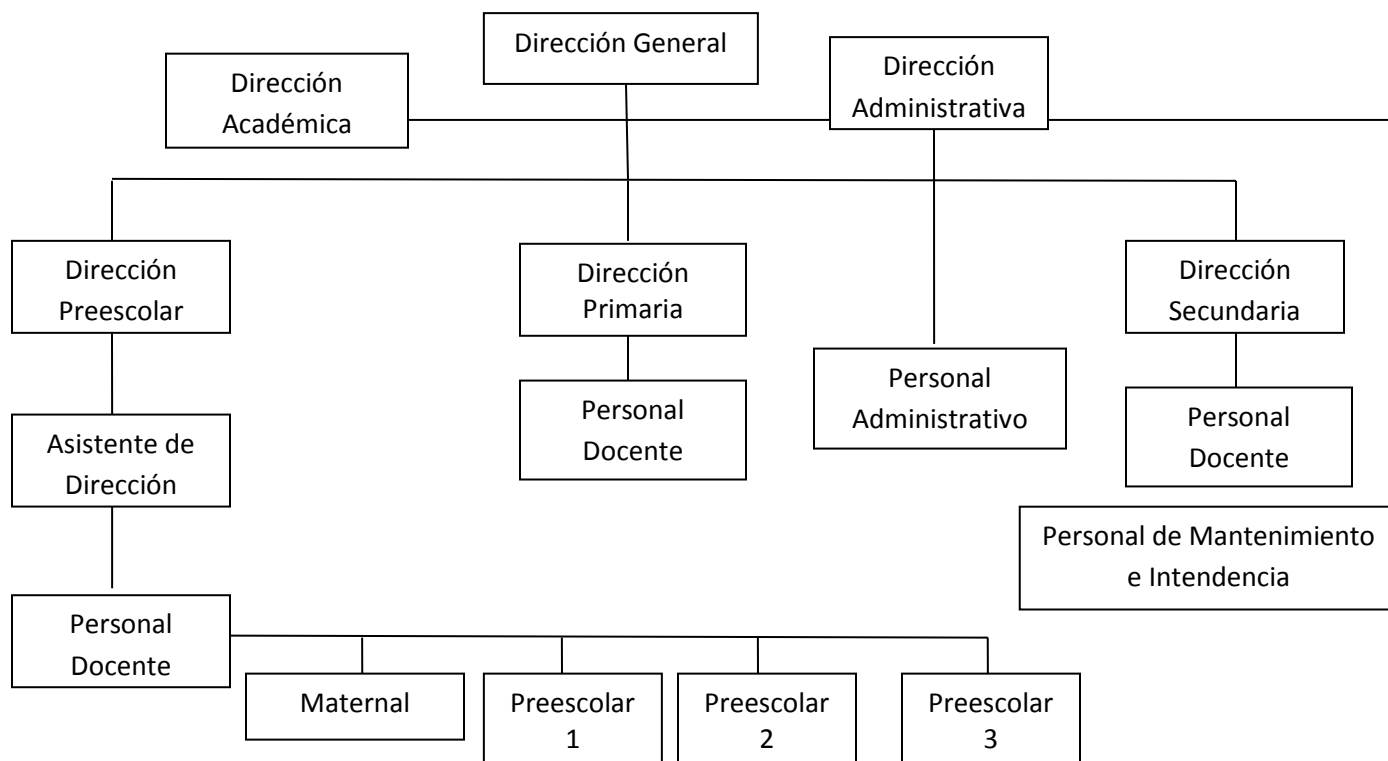 Dirección General
Dirección
Académica
Dirección
Administrativa
Dirección
Preescolar
Dirección
Primaria
Dirección
Secundaria
Personal
Administrativo
Personal
Docente
Personal
Docente
Asistente de
Dirección
Personal de Mantenimiento
e Intendencia
Personal
Docente
Maternal
Preescolar
1
Preescolar
2
Preescolar
3